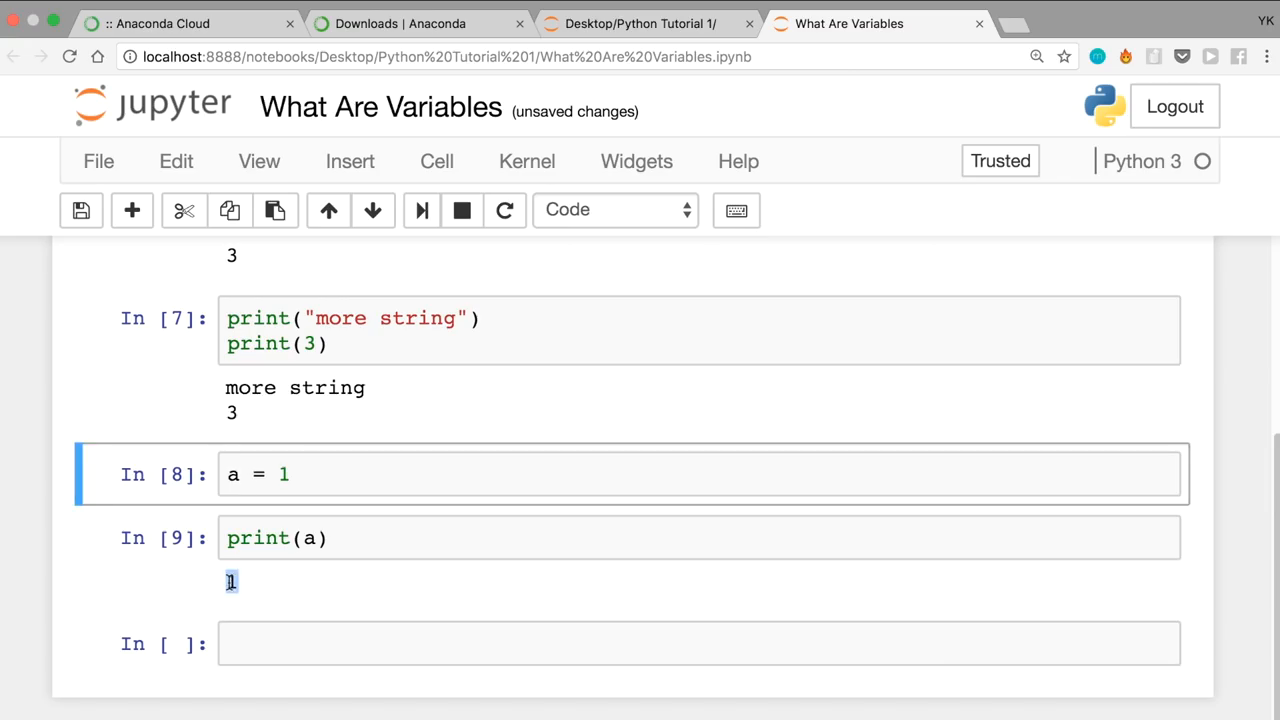 :: Anaconda Cloud
Downloads | Anaconda
Desktop/Python Tutorial 1/
What Are Variables
YK
localhost:8888/notebooks/Desktop/Python%20Tutorial%201/What%20Are%20Variables.ipynb
jupyter What Are Variables (unsaved changes)
Logout
File Edit View Insert Cell Kernel Widgets Help
Trusted
Python 3
Code
3
In [7]: print("more string")
print(3)
more string
3
In [8]: a = 1
In [9]: print(a)
1
In [ ]: